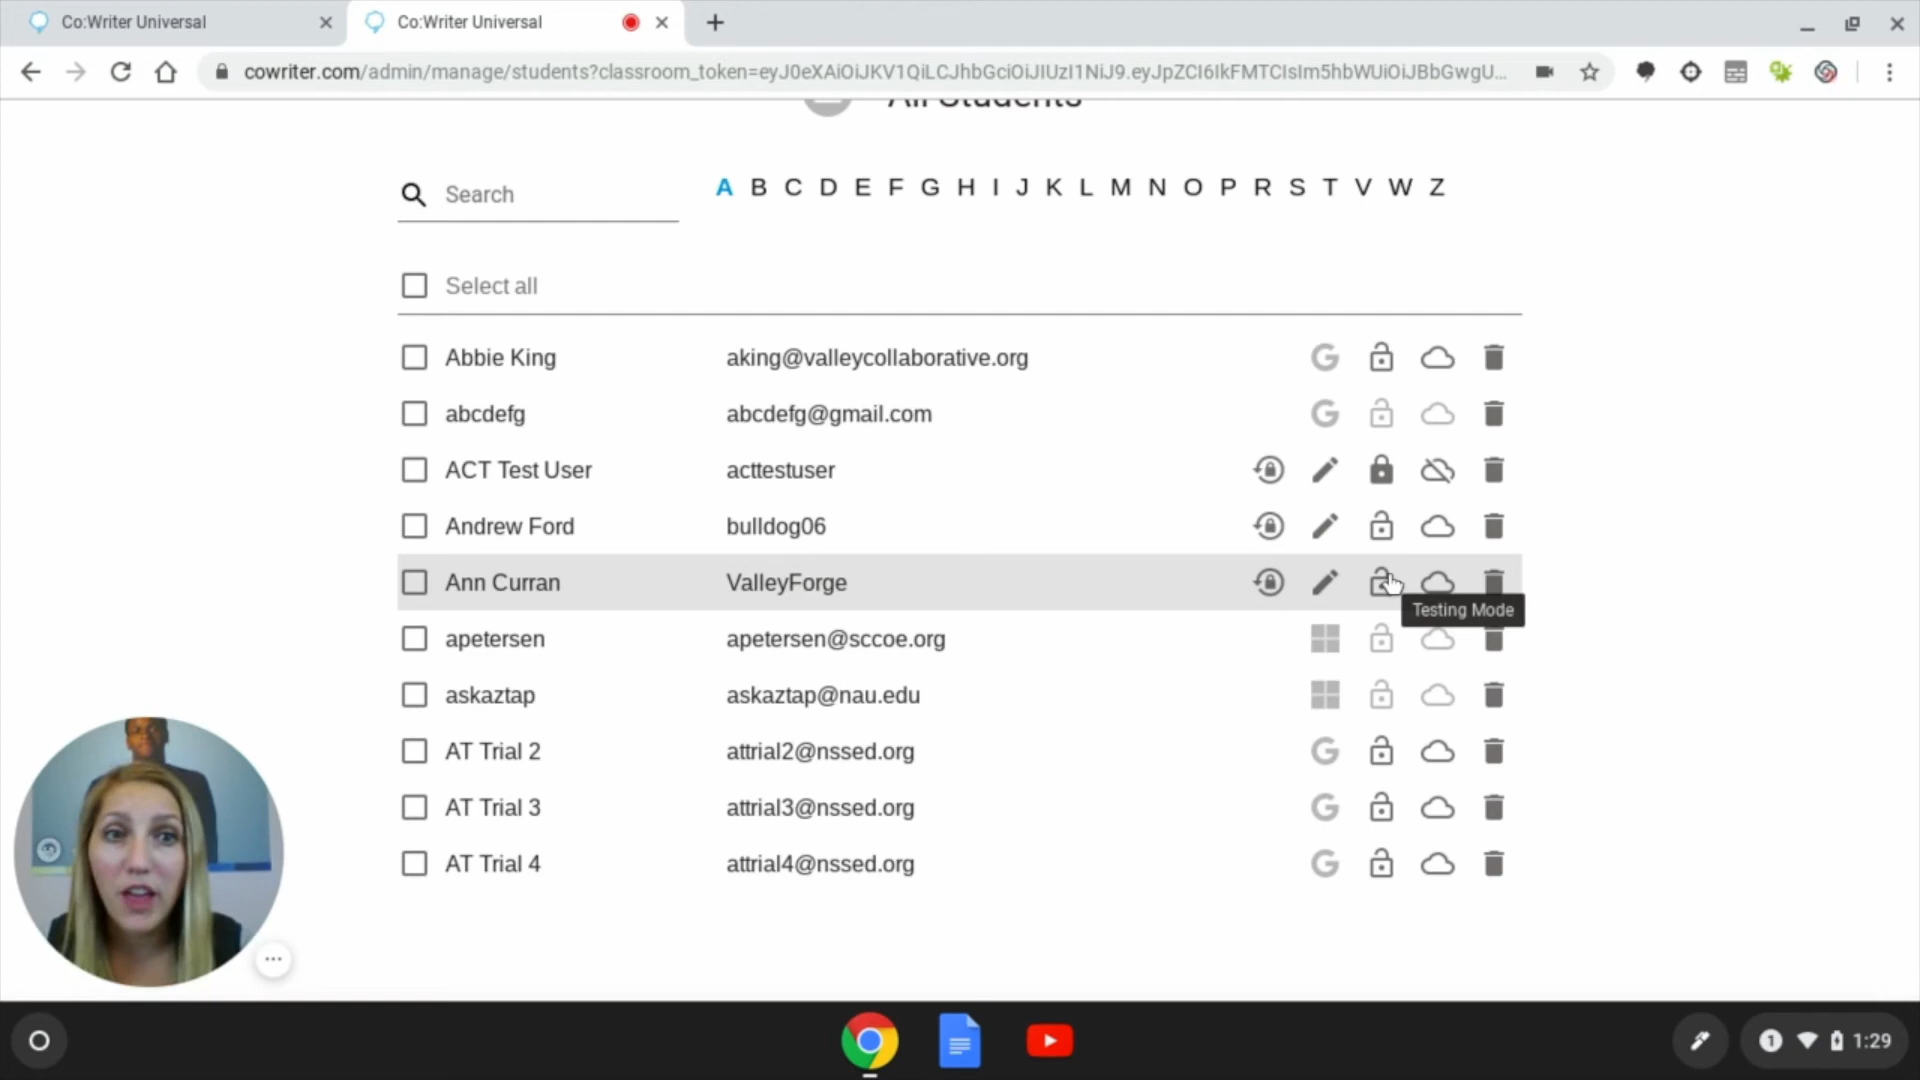 Co:Writer Universal
Co:Writer Universal
cowriter.com/admin/manage/students?classroom_token=eyJ0eXAiOiJKV1QiLCJhbGciOiJIUzI1NiJ9.eyJpZCI6IkFMTCIsIm5hbWUiOiJBbGwgU...
All Students
Search
A B C D E F G H I J K L M N O P R S T V W Z
Select all
Abbie King aking@valleycollaborative.org
abcdefg abcdefg@gmail.com
ACT Test User acttestuser
Andrew Ford bulldog06
Ann Curran ValleyForge
Testing Mode
apetersen apetersen@sccoe.org
askaztap askaztap@nau.edu
AT Trial 2 attrial2@nssed.org
AT Trial 3 attrial3@nssed.org
AT Trial 4 attrial4@nssed.org
1 1:29